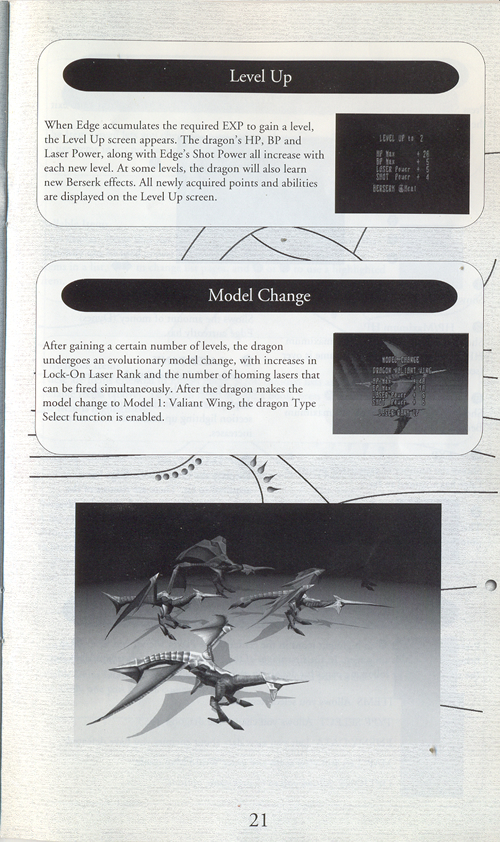 Level Up
When Edge accumulates the required EXP to gain a level,
the Level Up screen appears. The dragon's HP, BP and
Laser Power, along with Edge's Shot Power all increase with
each new level. At some levels, the dragon will also learn
new Berserk effects. All newly acquired points and abilities
are displayed on the Level Up screen.
LEVEL UP to 2
HP Max
BP Max + 5
LASER Power + 5
SHOT Power + 4
BERSERK
Model Change
After gaining a certain number of levels, the dragon
undergoes an evolutionary model change, with increases in
Lock-On Laser Rank and the number of homing lasers that
can be fired simultaneously. After the dragon makes the
model change to Model 1: Valiant Wing, the dragon Type
Select function is enabled.
MODEL CHANGE
DRAGON VALIANT WING
21